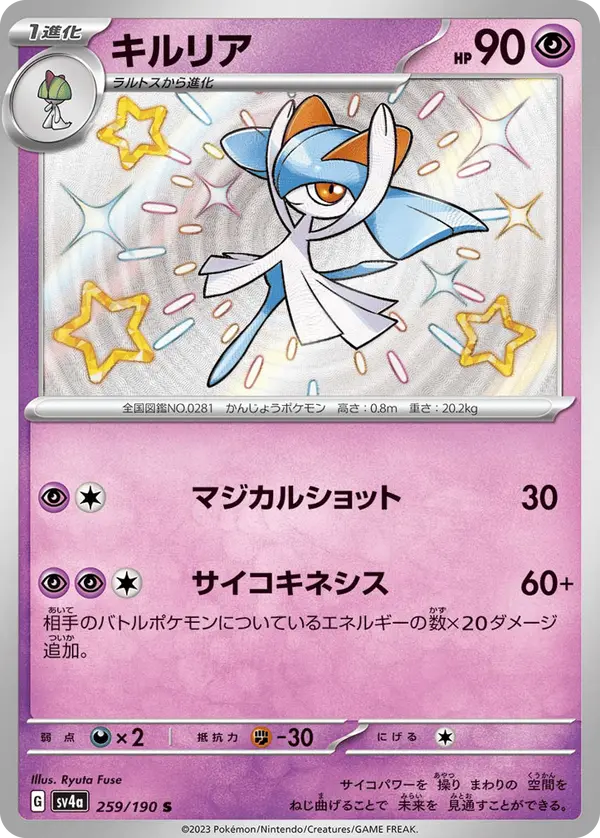 1進化
キルリア
HP 90
ラルトスから進化
全国図鑑NO.0281 かんじょうポケモン 高さ:0.8m 重さ:20.2kg
マジカルショット 30
サイコキネシス 60+
相手のバトルポケモンについているエネルギーの数×20ダメージ
追加。
弱点 ×2 抵抗力 -30 にげる
Illus. Ryuta Fuse
G sv4a 259/190 S
サイコパワーを 操り まわりの 空間を
ねじ曲げることで 未来を 見通すことができる。
©2023 Pokémon/Nintendo/Creatures/GAME FREAK.